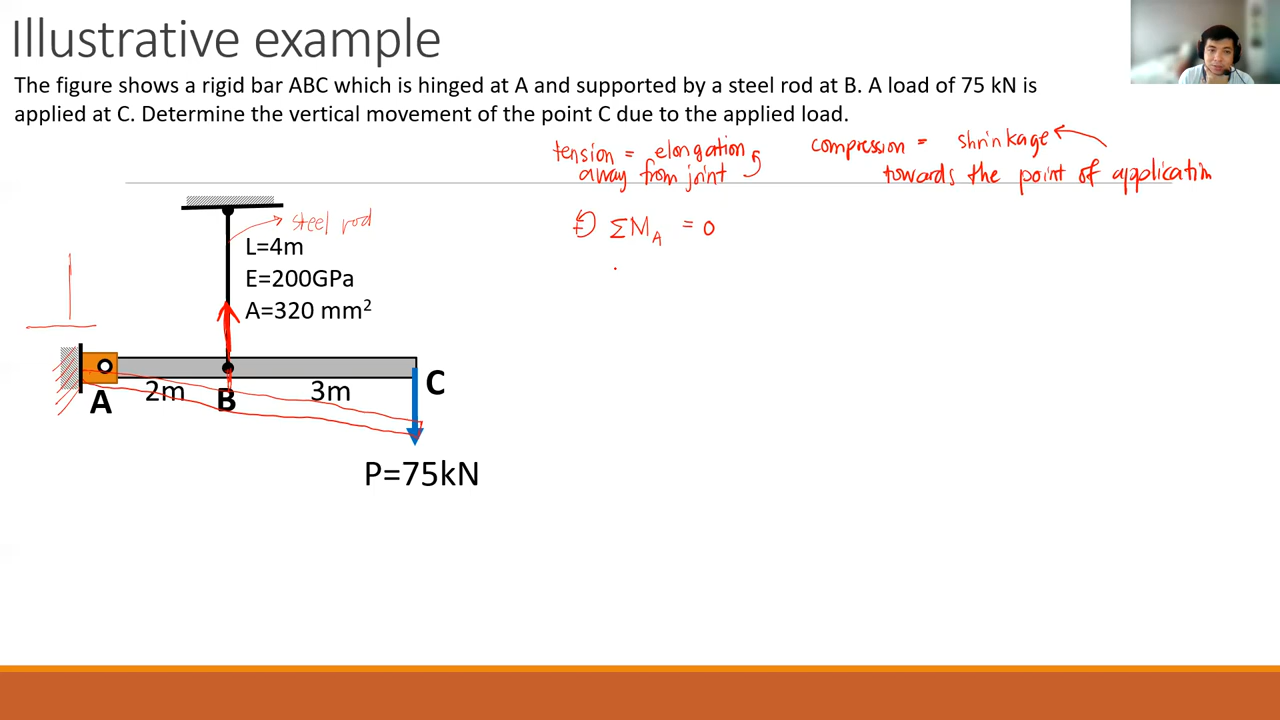 Illustrative example
The figure shows a rigid bar ABC which is hinged at A and supported by a steel rod at B. A load of 75 kN is
applied at C. Determine the vertical movement of the point C due to the applied load.
tension = elongation
away from joint
compression = shrinkage
towards the point of application
steel rod
+ ΣM_A = 0
L=4m
E=200GPa
A=320 mm²
A
2m
B
3m
C
P=75kN